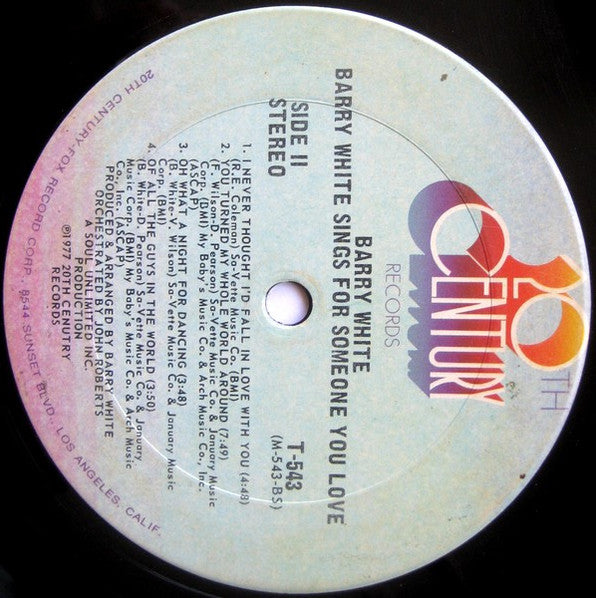 20TH
CENTURY
RECORDS
BARRY WHITE
BARRY WHITE SINGS FOR SOMEONE YOU LOVE
SIDE II
STEREO
T-543
(M-543-BS)
1. I NEVER THOUGHT I'D FALL IN LOVE WITH YOU (4:48)
(R.E. Coleman) Sa-Vette Music Co. (BMI)
2. YOU TURNED MY WHOLE WORLD AROUND (7:49)
(F. Wilson-D. Pearson) Sa-Vette Music Co. & January Music
Corp. (BMI) My Baby's Music Co. & Arch Music Co., Inc.
(ASCAP)
3. OH WHAT A NIGHT FOR DANCING (3:48)
(B. White-V. Wilson) Sa-Vette Music Co. & January Music
Corp. (BMI)
4. OF ALL THE GUYS IN THE WORLD (3:50)
(B. White-D. Pearson) Sa-Vette Music Co. & January
Music Corp. (BMI) My Baby's Music Co. & Arch Music
Co., Inc. (ASCAP)
PRODUCED & ARRANGED BY BARRY WHITE
ORCHESTRATION: JOHN ROBERTS
A SOUL UNLIMITED INC.
PRODUCTION
℗1977 20TH CENUTRY
RECORDS
20TH CENTURY-FOX RECORD CORP., 8544 SUNSET BLVD., LOS ANGELES, CALIF.